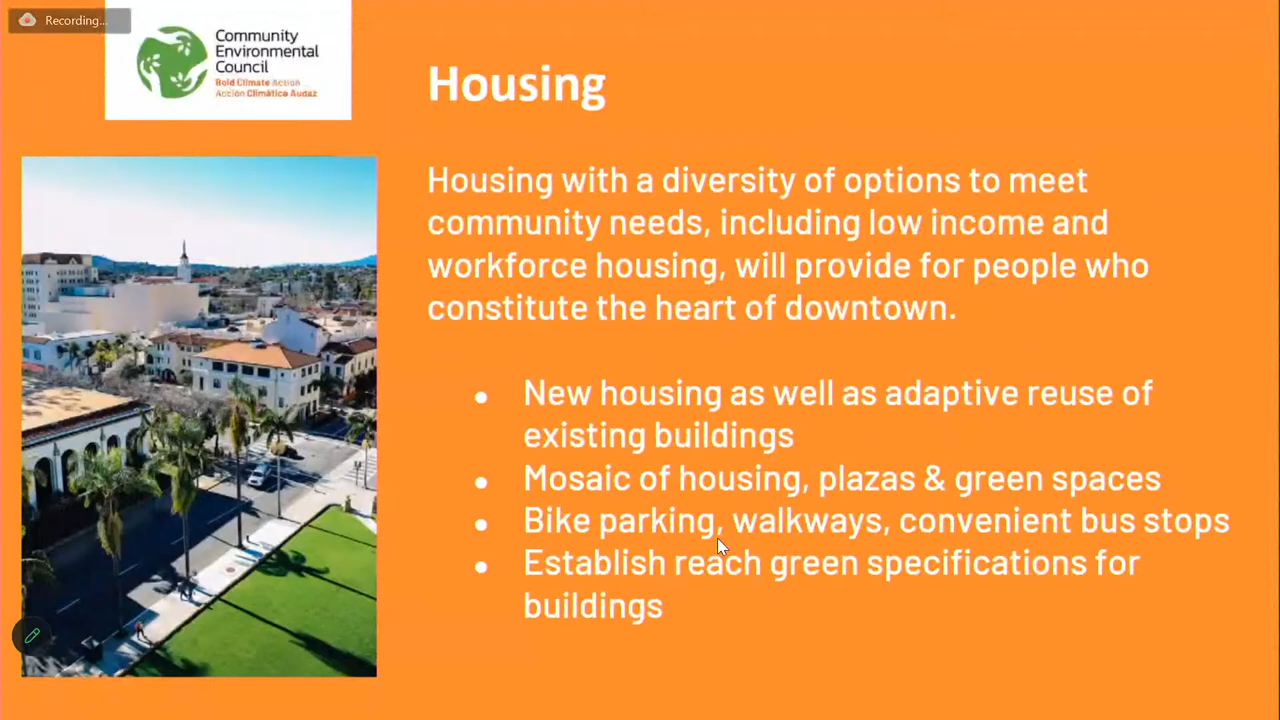 Recording...
Community
Environmental
Council
Bold Climate Action
Acción Climática Audaz
Housing
Housing with a diversity of options to meet
community needs, including low income and
workforce housing, will provide for people who
constitute the heart of downtown.
• New housing as well as adaptive reuse of
existing buildings
• Mosaic of housing, plazas & green spaces
• Bike parking, walkways, convenient bus stops
• Establish reach green specifications for
buildings